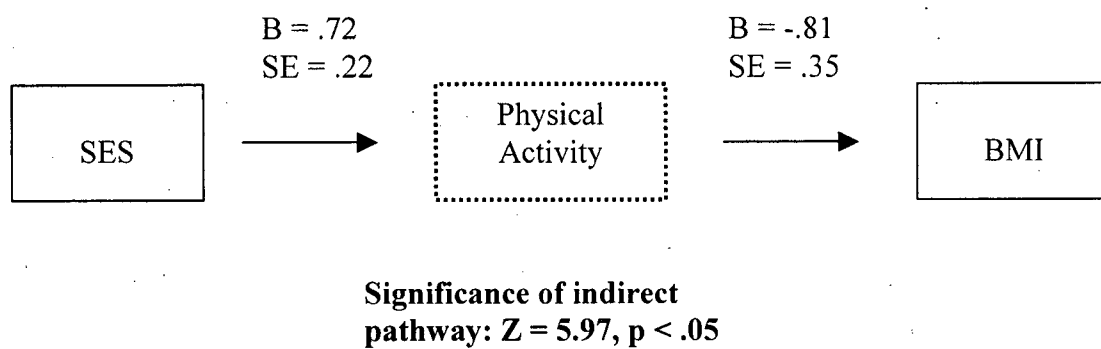 B = .72
SE = .22
B = -.81
SE = .35
SES
Physical
Activity
BMI
Significance of indirect
pathway: Z = 5.97, p < .05